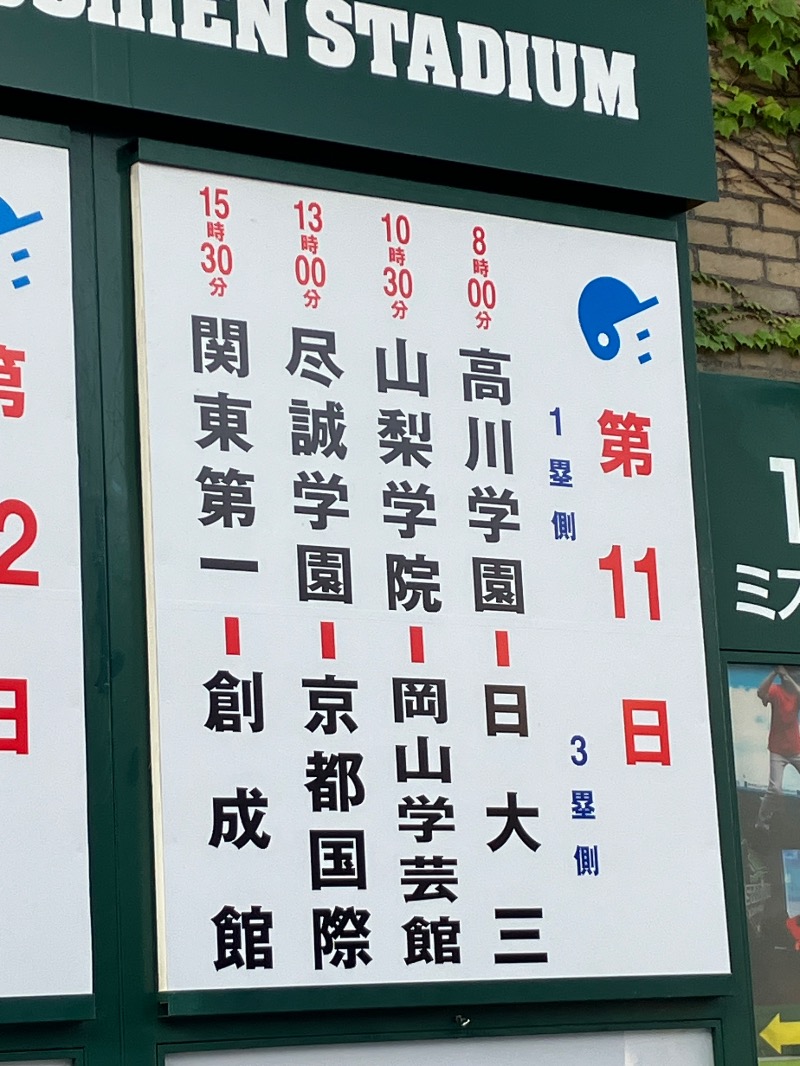 STADIUM
第11日
1塁側
3塁側
8時00分
高川学園ー日大三
10時30分
山梨学院ー岡山学芸館
13時00分
尽誠学園ー京都国際
15時30分
関東第一ー創成館
第
2
日